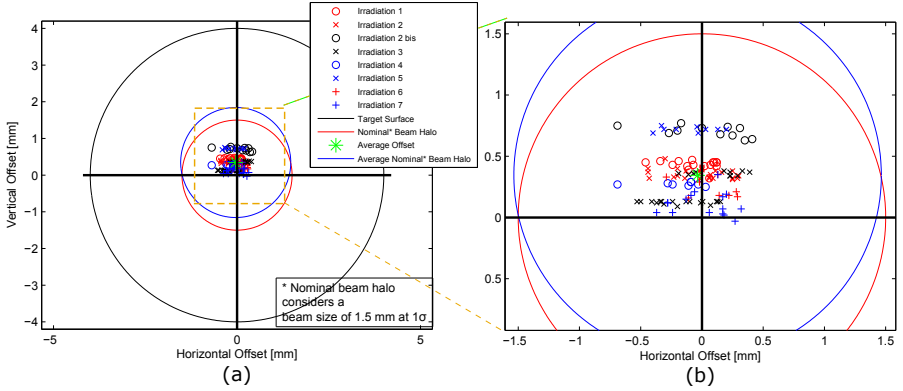 Vertical Offset [mm]
4
3
2
1
0
−1
−2
−3
−4
−5
0
5
Horizontal Offset [mm]
(a)
* Nominal beam halo
considers a
beam size of 1.5 mm at 1σ
Irradiation 1
Irradiation 2
Irradiation 2 bis
Irradiation 3
Irradiation 4
Irradiation 5
Irradiation 6
Irradiation 7
Target Surface
Nominal* Beam Halo
Average Offset
Average Nominal* Beam Halo
1.5
1
0.5
0
0.5
−1.5
−1
−0.5
0
0.5
1
1.5
Horizontal Offset [mm]
(b)